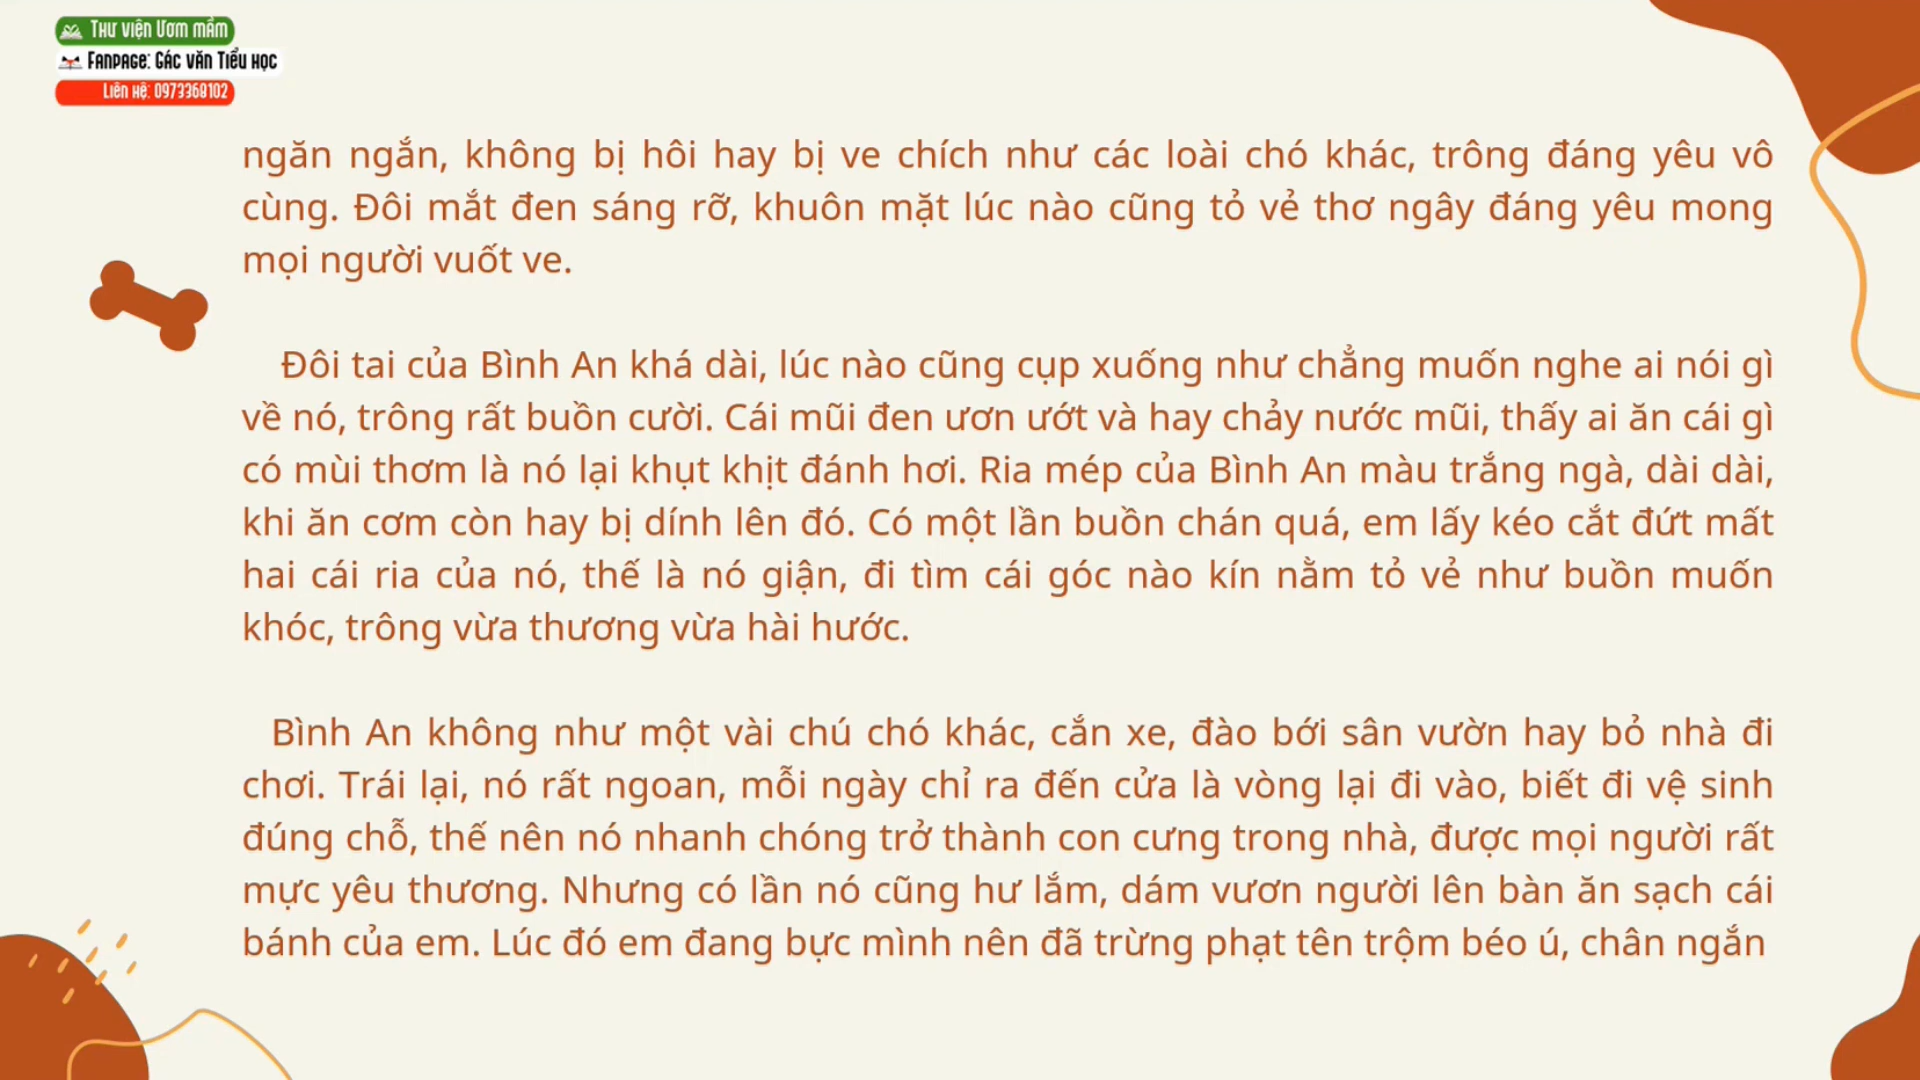 Thư viện Ươm mầm
Fanpage: Gác văn Tiểu học
Liên hệ: 0973368102
ngăn ngắn, không bị hôi hay bị ve chích như các loài chó khác, trông đáng yêu vô
cùng. Đôi mắt đen sáng rỡ, khuôn mặt lúc nào cũng tỏ vẻ thơ ngây đáng yêu mong
mọi người vuốt ve.
Đôi tai của Bình An khá dài, lúc nào cũng cụp xuống như chẳng muốn nghe ai nói gì
về nó, trông rất buồn cười. Cái mũi đen ươn ướt và hay chảy nước mũi, thấy ai ăn cái gì
có mùi thơm là nó lại khụt khịt đánh hơi. Ria mép của Bình An màu trắng ngà, dài dài,
khi ăn cơm còn hay bị dính lên đó. Có một lần buồn chán quá, em lấy kéo cắt đứt mất
hai cái ria của nó, thế là nó giận, đi tìm cái góc nào kín nằm tỏ vẻ như buồn muốn
khóc, trông vừa thương vừa hài hước.
Bình An không như một vài chú chó khác, cắn xe, đào bới sân vườn hay bỏ nhà đi
chơi. Trái lại, nó rất ngoan, mỗi ngày chỉ ra đến cửa là vòng lại đi vào, biết đi vệ sinh
đúng chỗ, thế nên nó nhanh chóng trở thành con cưng trong nhà, được mọi người rất
mực yêu thương. Nhưng có lần nó cũng hư lắm, dám vươn người lên bàn ăn sạch cái
bánh của em. Lúc đó em đang bực mình nên đã trừng phạt tên trộm béo ú, chân ngắn